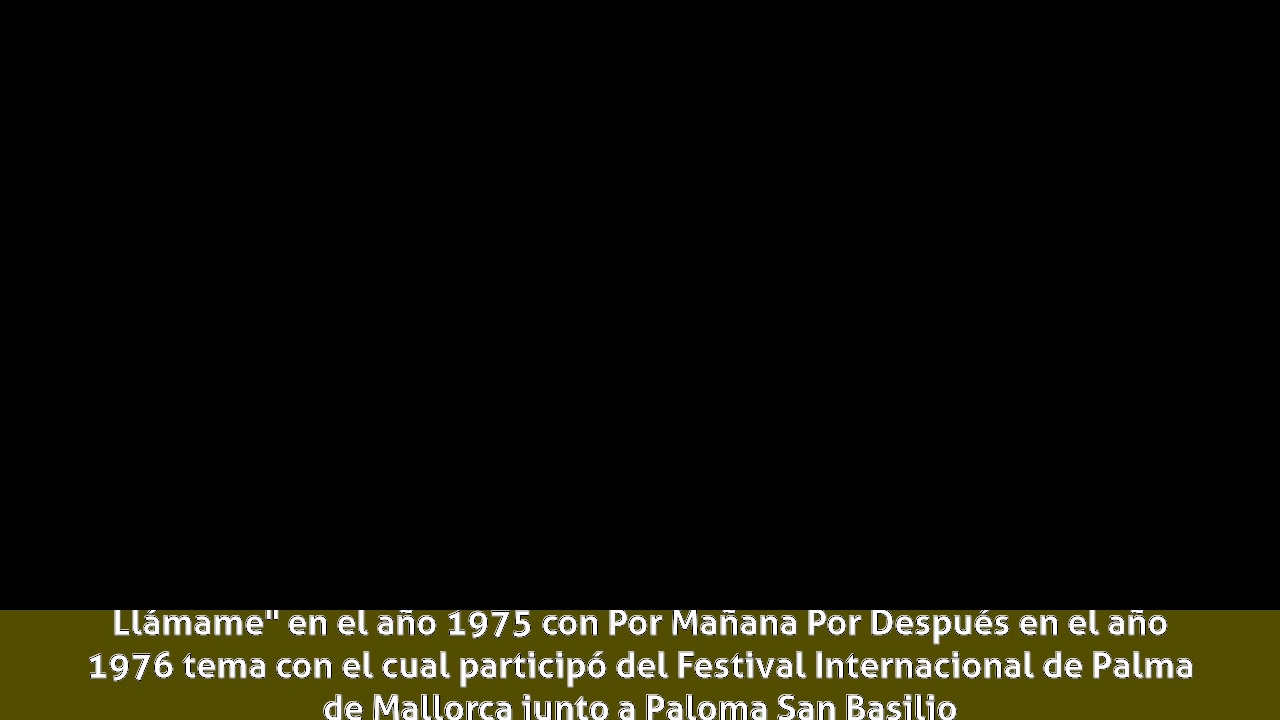 Llámame" en el año 1975 con Por Mañana Por Después en el año
1976 tema con el cual participó del Festival Internacional de Palma
de Mallorca junto a Paloma San Basilio